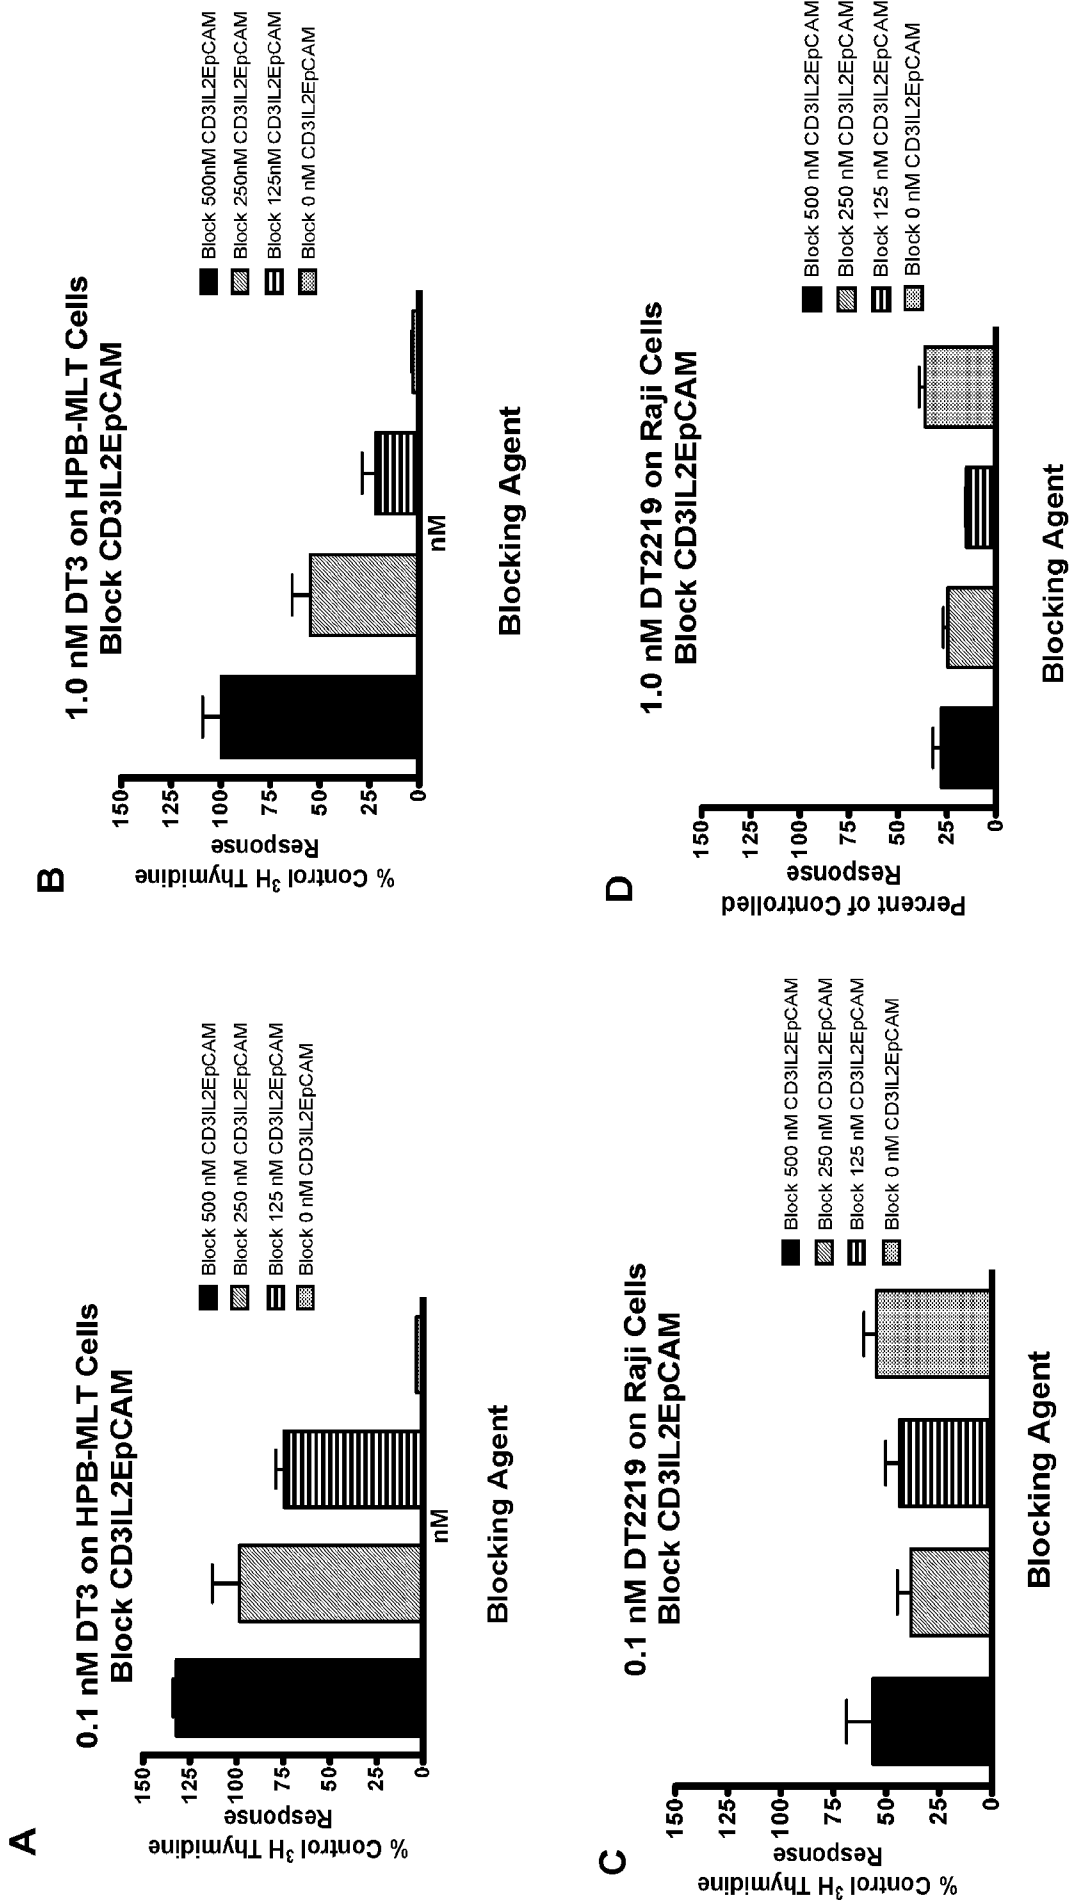 A
0.1 nM DT3 on HPB-MLT Cells
Block CD3IL2EpCAM
% Control ³H Thymidine
Response
150
125
100
75
50
25
0
nM
Blocking Agent
Block 500 nM CD3IL2EpCAM
Block 250 nM CD3IL2EpCAM
Block 125 nM CD3IL2EpCAM
Block 0 nM CD3IL2EpCAM
B
1.0 nM DT3 on HPB-MLT Cells
Block CD3IL2EpCAM
% Control ³H Thymidine
Response
150
125
100
75
50
25
0
nM
Blocking Agent
Block 500nM CD3IL2EpCAM
Block 250nM CD3IL2EpCAM
Block 125nM CD3IL2EpCAM
Block 0 nM CD3IL2EpCAM
C
0.1 nM DT2219 on Raji Cells
Block CD3IL2EpCAM
% Control ³H Thymidine
Response
150
125
100
75
50
25
0
Blocking Agent
Block 500 nM CD3IL2EpCAM
Block 250 nM CD3IL2EpCAM
Block 125 nM CD3IL2EpCAM
Block 0 nM CD3IL2EpCAM
D
1.0 nM DT2219 on Raji Cells
Block CD3IL2EpCAM
Percent of Controlled
Response
150
125
100
75
50
25
0
Blocking Agent
Block 500 nM CD3IL2EpCAM
Block 250 nM CD3IL2EpCAM
Block 125 nM CD3IL2EpCAM
Block 0 nM CD3IL2EpCAM